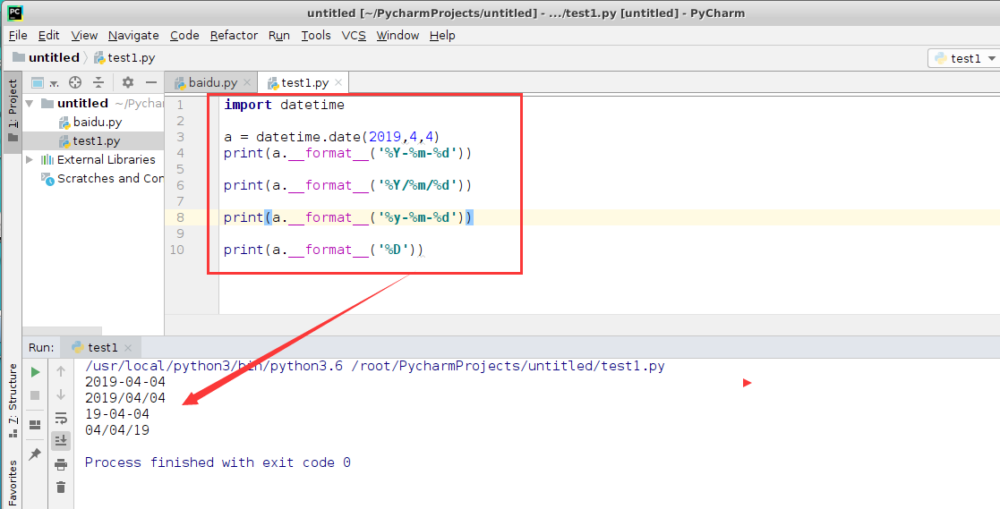 PC
untitled [~/PycharmProjects/untitled] - .../test1.py [untitled] - PyCharm
File Edit View Navigate Code Refactor Run Tools VCS Window Help
untitled test1.py
test1
1: Project
baidu.py test1.py
untitled ~/Pychar
baidu.py
test1.py
External Libraries
Scratches and Con
1 import datetime
2
3 a = datetime.date(2019,4,4)
4 print(a.__format__('%Y-%m-%d'))
5
6 print(a.__format__('%Y/%m/%d'))
7
8 print(a.__format__('%y-%m-%d'))
9
10 print(a.__format__('%D'))
Run: test1
7: Structure
Favorites
/usr/local/python3/bin/python3.6 /root/PycharmProjects/untitled/test1.py
2019-04-04
2019/04/04
19-04-04
04/04/19
Process finished with exit code 0